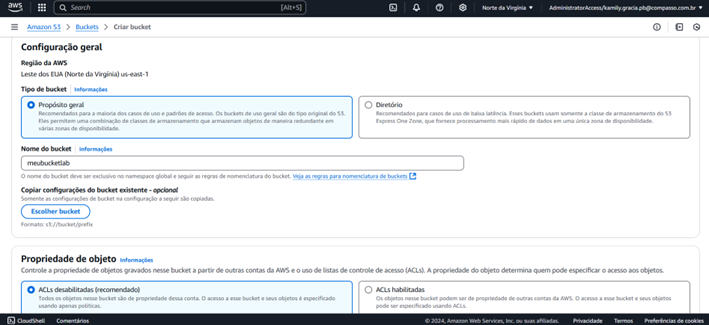 aws
Search
[Alt+S]
Norte da Virgínia
AdministratorAccess/kamily.gracia.pb@compasso.com.br
Amazon S3 > Buckets > Criar bucket
Configuração geral
Região da AWS
Leste dos EUA (Norte da Virgínia) us-east-1
Tipo de bucket | Informações
Propósito geral
Recomendados para a maioria dos casos de uso e padrões de acesso. Os buckets de uso geral são do tipo original do S3.
Eles permitem uma combinação de classes de armazenamento que armazenam objetos de maneira redundante em
várias zonas de disponibilidade.
Diretório
Recomendados para casos de uso de baixa latência. Esses buckets usam somente a classe de armazenamento do S3
Express One Zone, que fornece processamento mais rápido de dados em uma única zona de disponibilidade.
Nome do bucket | Informações
meubucketlab
O nome do bucket deve ser exclusivo no namespace global e seguir as regras de nomenclatura do bucket. Veja as regras para nomenclatura de buckets
Copiar configurações do bucket existente - opcional
Somente as configurações de bucket na configuração a seguir são copiadas.
Escolher bucket
Formato: s3://bucket/prefix
Propriedade de objeto Informações
Controle a propriedade de objetos gravados nesse bucket a partir de outras contas da AWS e o uso de listas de controle de acesso (ACLs). A propriedade do objeto determina quem pode especificar o acesso aos objetos.
ACLs desabilitadas (recomendado)
Todos os objetos nesse bucket são de propriedade dessa conta. O acesso a esse bucket e seus objetos é especificado
usando apenas políticas.
ACLs habilitadas
Os objetos nesse bucket podem ser de propriedade de outras contas da AWS. O acesso a esse bucket e seus objetos
pode ser especificado usando ACLs.
CloudShell
Comentários
© 2024, Amazon Web Services, Inc. ou suas afiliadas.
Privacidade
Termos
Preferências de cookies